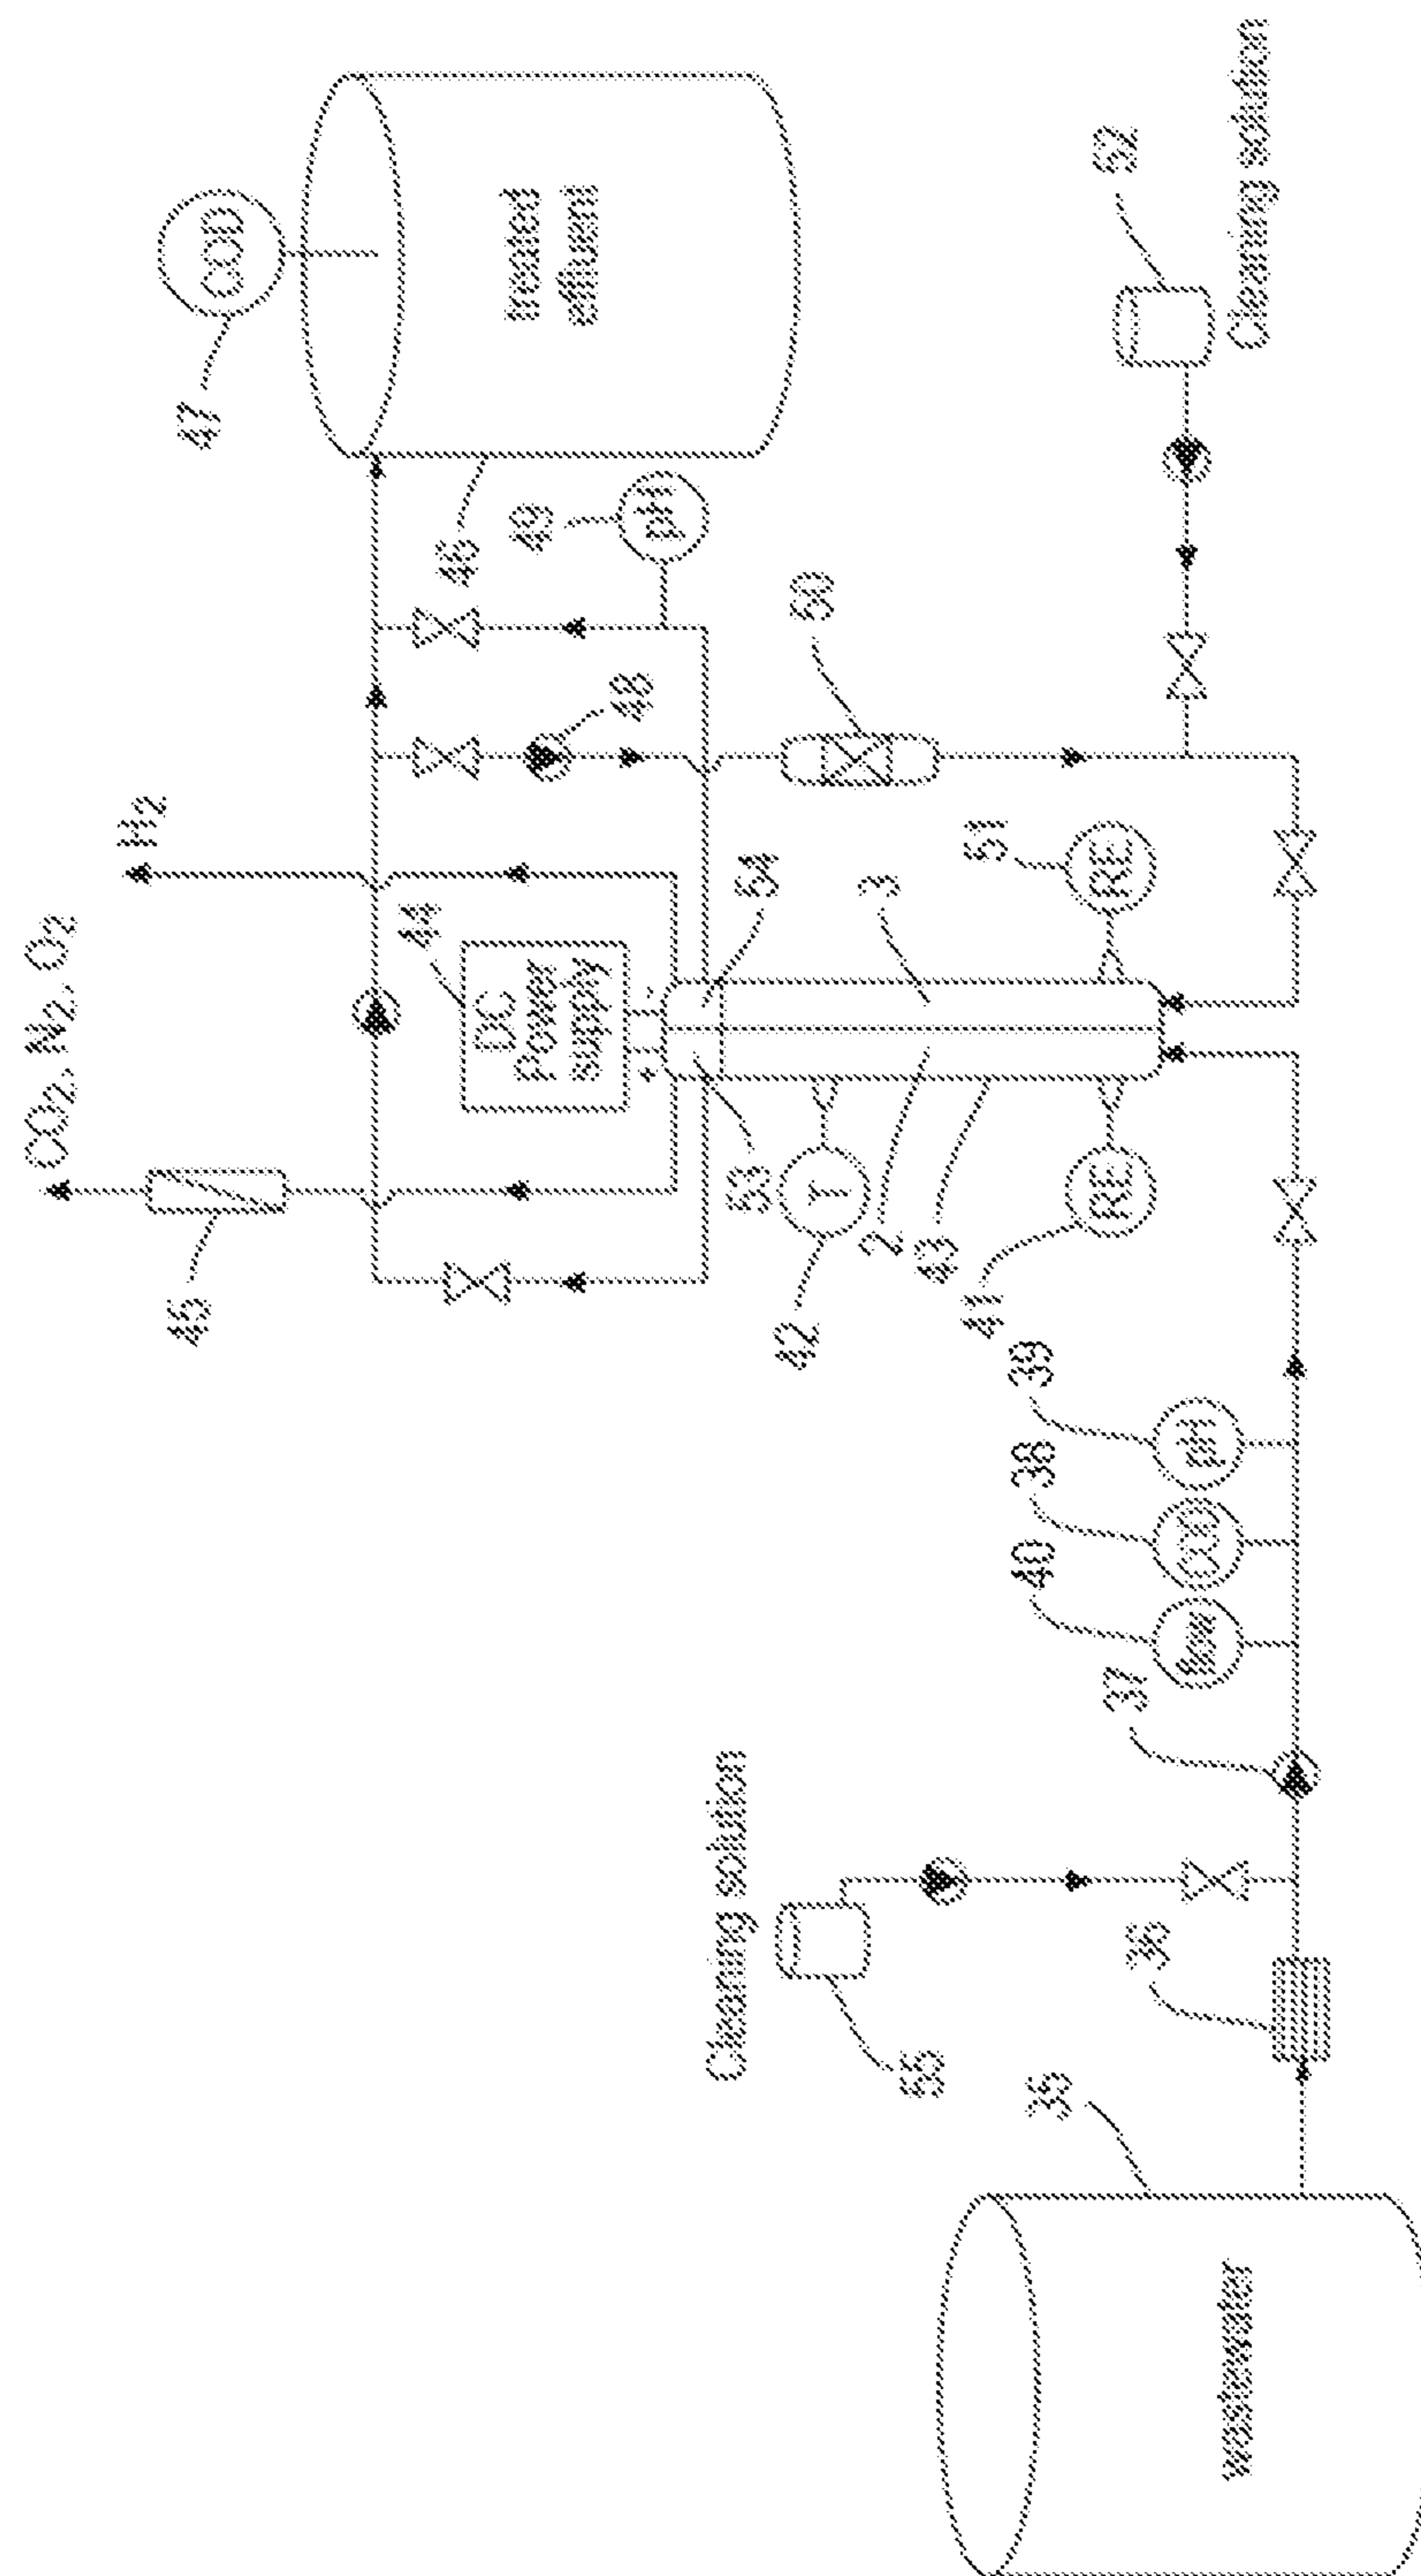 CO2, N2, O2
H2
45
44
DC
Power
supply
+
-
47
COD
treated
effluent
46
49
pH
48
50
53
54
42
T
2
3
43
41
RE
51
RE
52
Cleaning solution
Cleaning solution
55
40
38
39
flow
COD
pH
37
36
35
wastewater